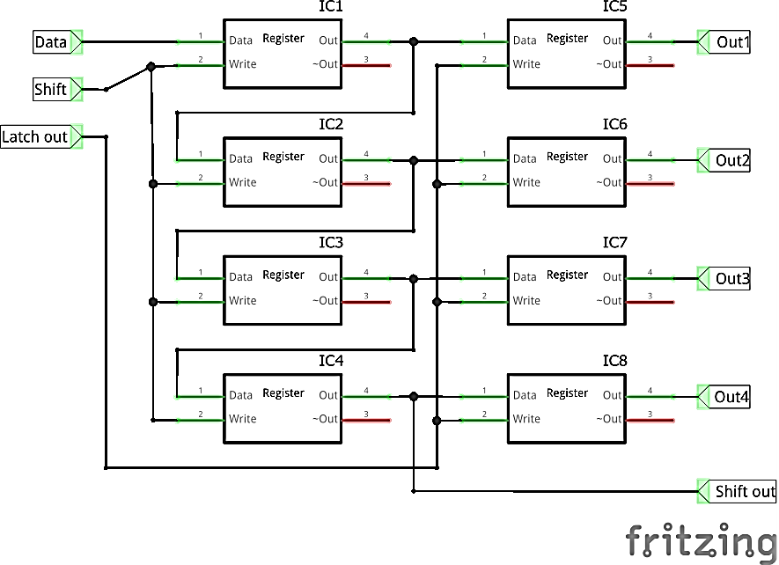 IC1 IC5
Data 1 Data Register Out 4 1 Data Register Out 4 Out1
2 Write ~Out 3 2 Write ~Out 3
Shift
IC2 IC6
Latch out
1 Data Register Out 4 1 Data Register Out 4 Out2
2 Write ~Out 3 2 Write ~Out 3
IC3 IC7
1 Data Register Out 4 1 Data Register Out 4 Out3
2 Write ~Out 3 2 Write ~Out 3
IC4 IC8
1 Data Register Out 4 1 Data Register Out 4 Out4
2 Write ~Out 3 2 Write ~Out 3
Shift out
fritzing